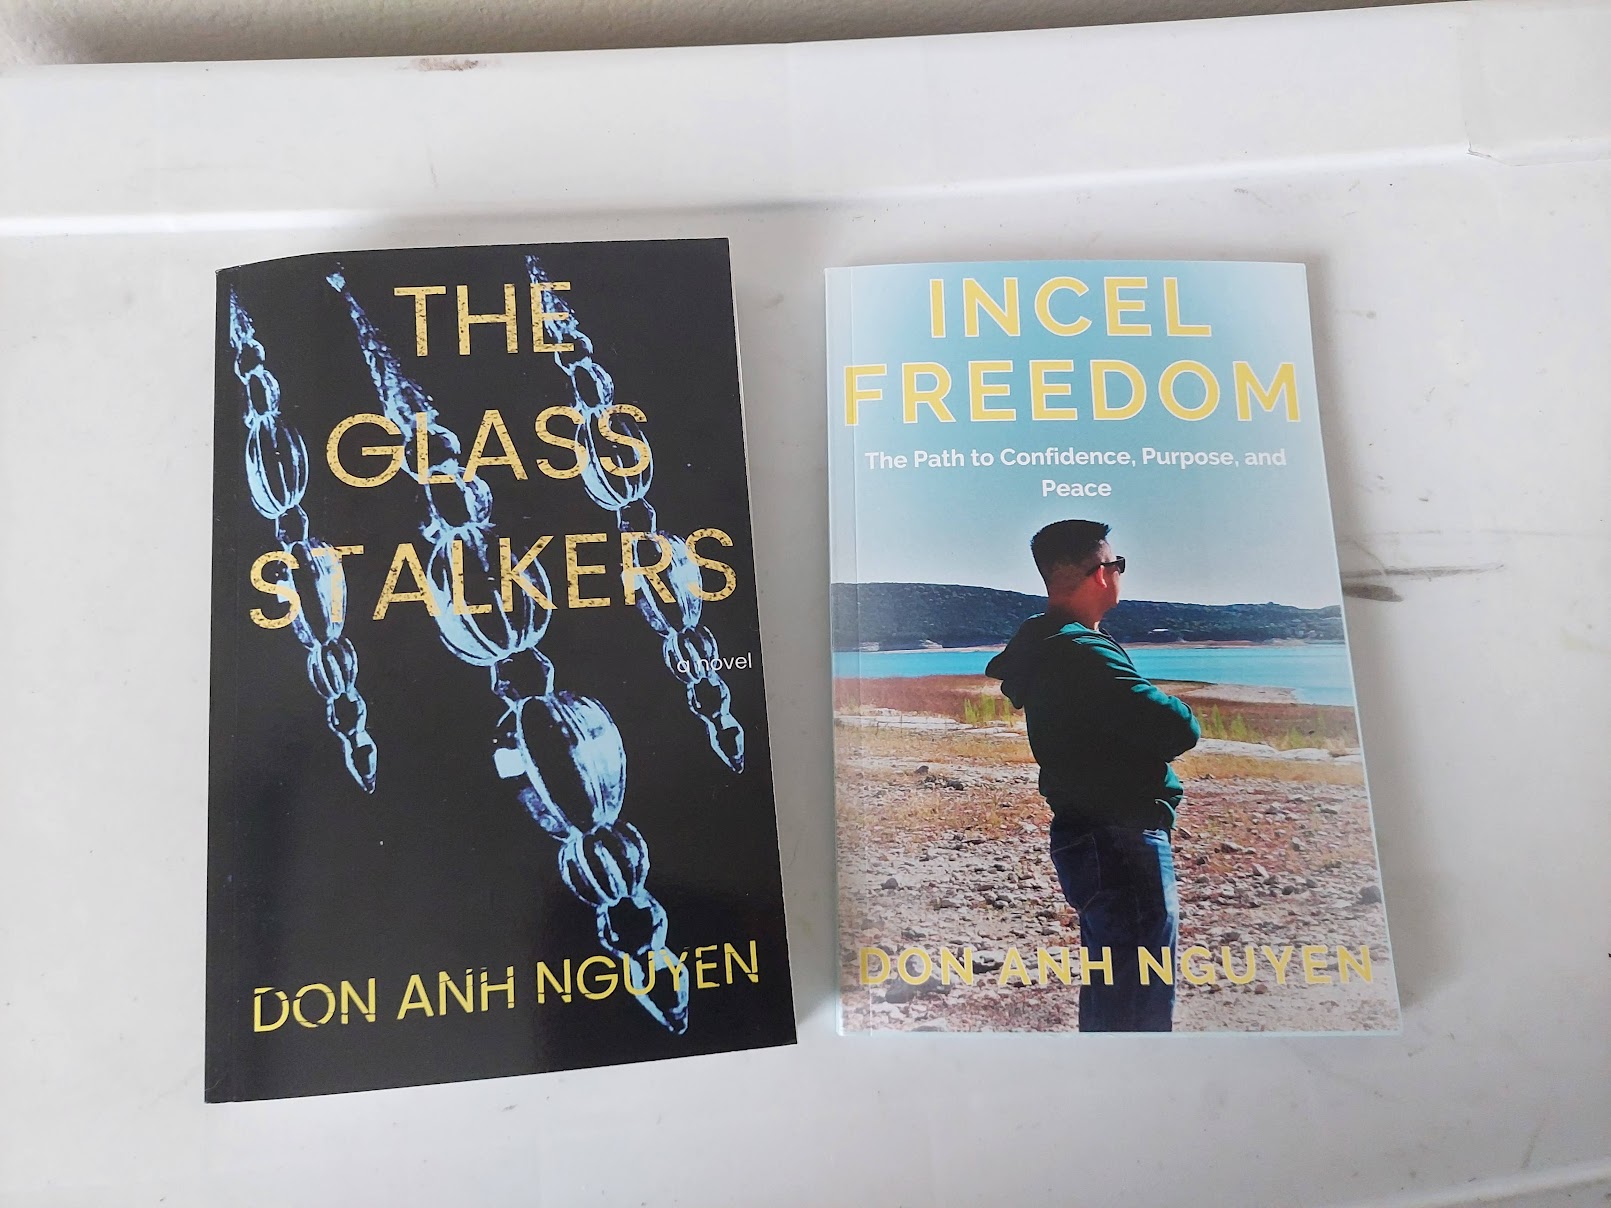 THE
GLASS
STALKERS
a novel
DON ANH NGUYEN
INCEL
FREEDOM
The Path to Confidence, Purpose, and
Peace
DON ANH NGUYEN